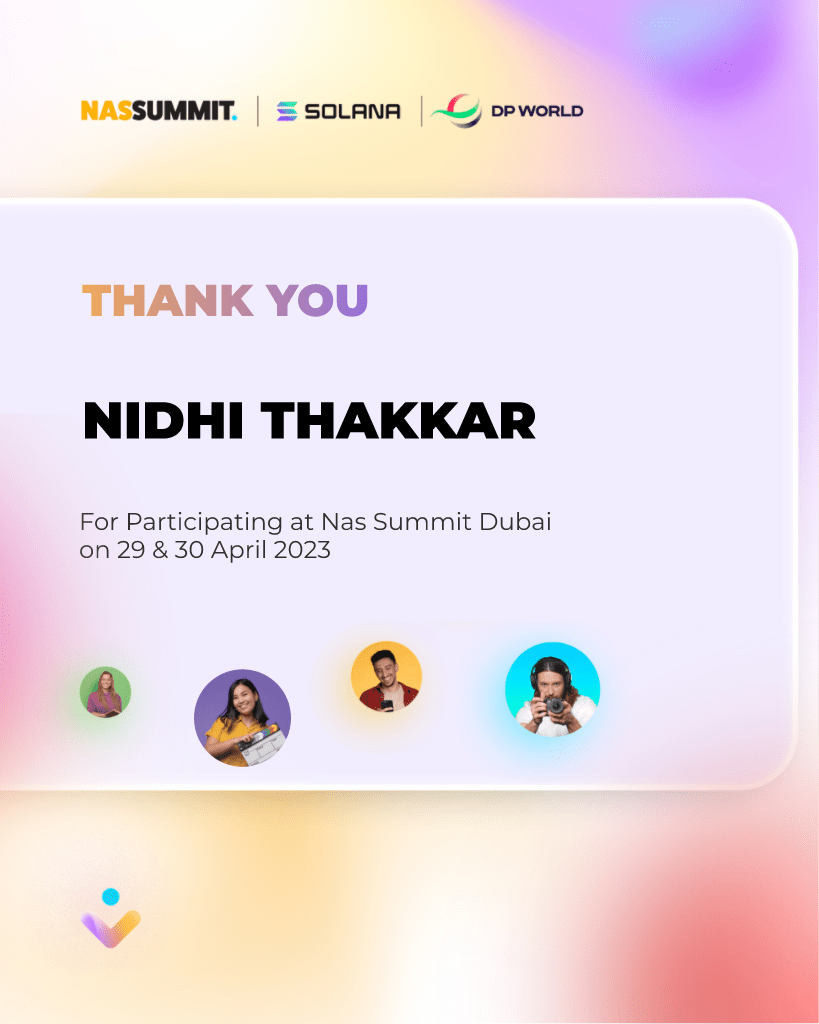 NASSUMMIT. | SOLANA | DP WORLD
THANK YOU
NIDHI THAKKAR
For Participating at Nas Summit Dubai
on 29 & 30 April 2023